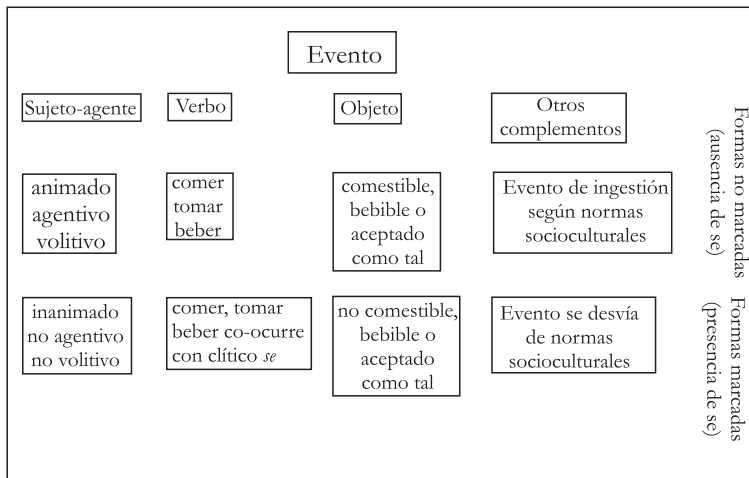 Evento
Sujeto-agente
Verbo
Objeto
Otros
complementos
animado
agentivo
volitivo
comer
tomar
beber
comestible,
bebible o
aceptado
como tal
Evento de ingestión
según normas
socioculturales
Formas no marcadas
(ausencia de se)
inanimado
no agentivo
no volitivo
comer, tomar
beber co-ocurre
con clítico se
no comestible,
bebible o
aceptado
como tal
Evento se desvía
de normas
socioculturales
Formas marcadas
(presencia de se)